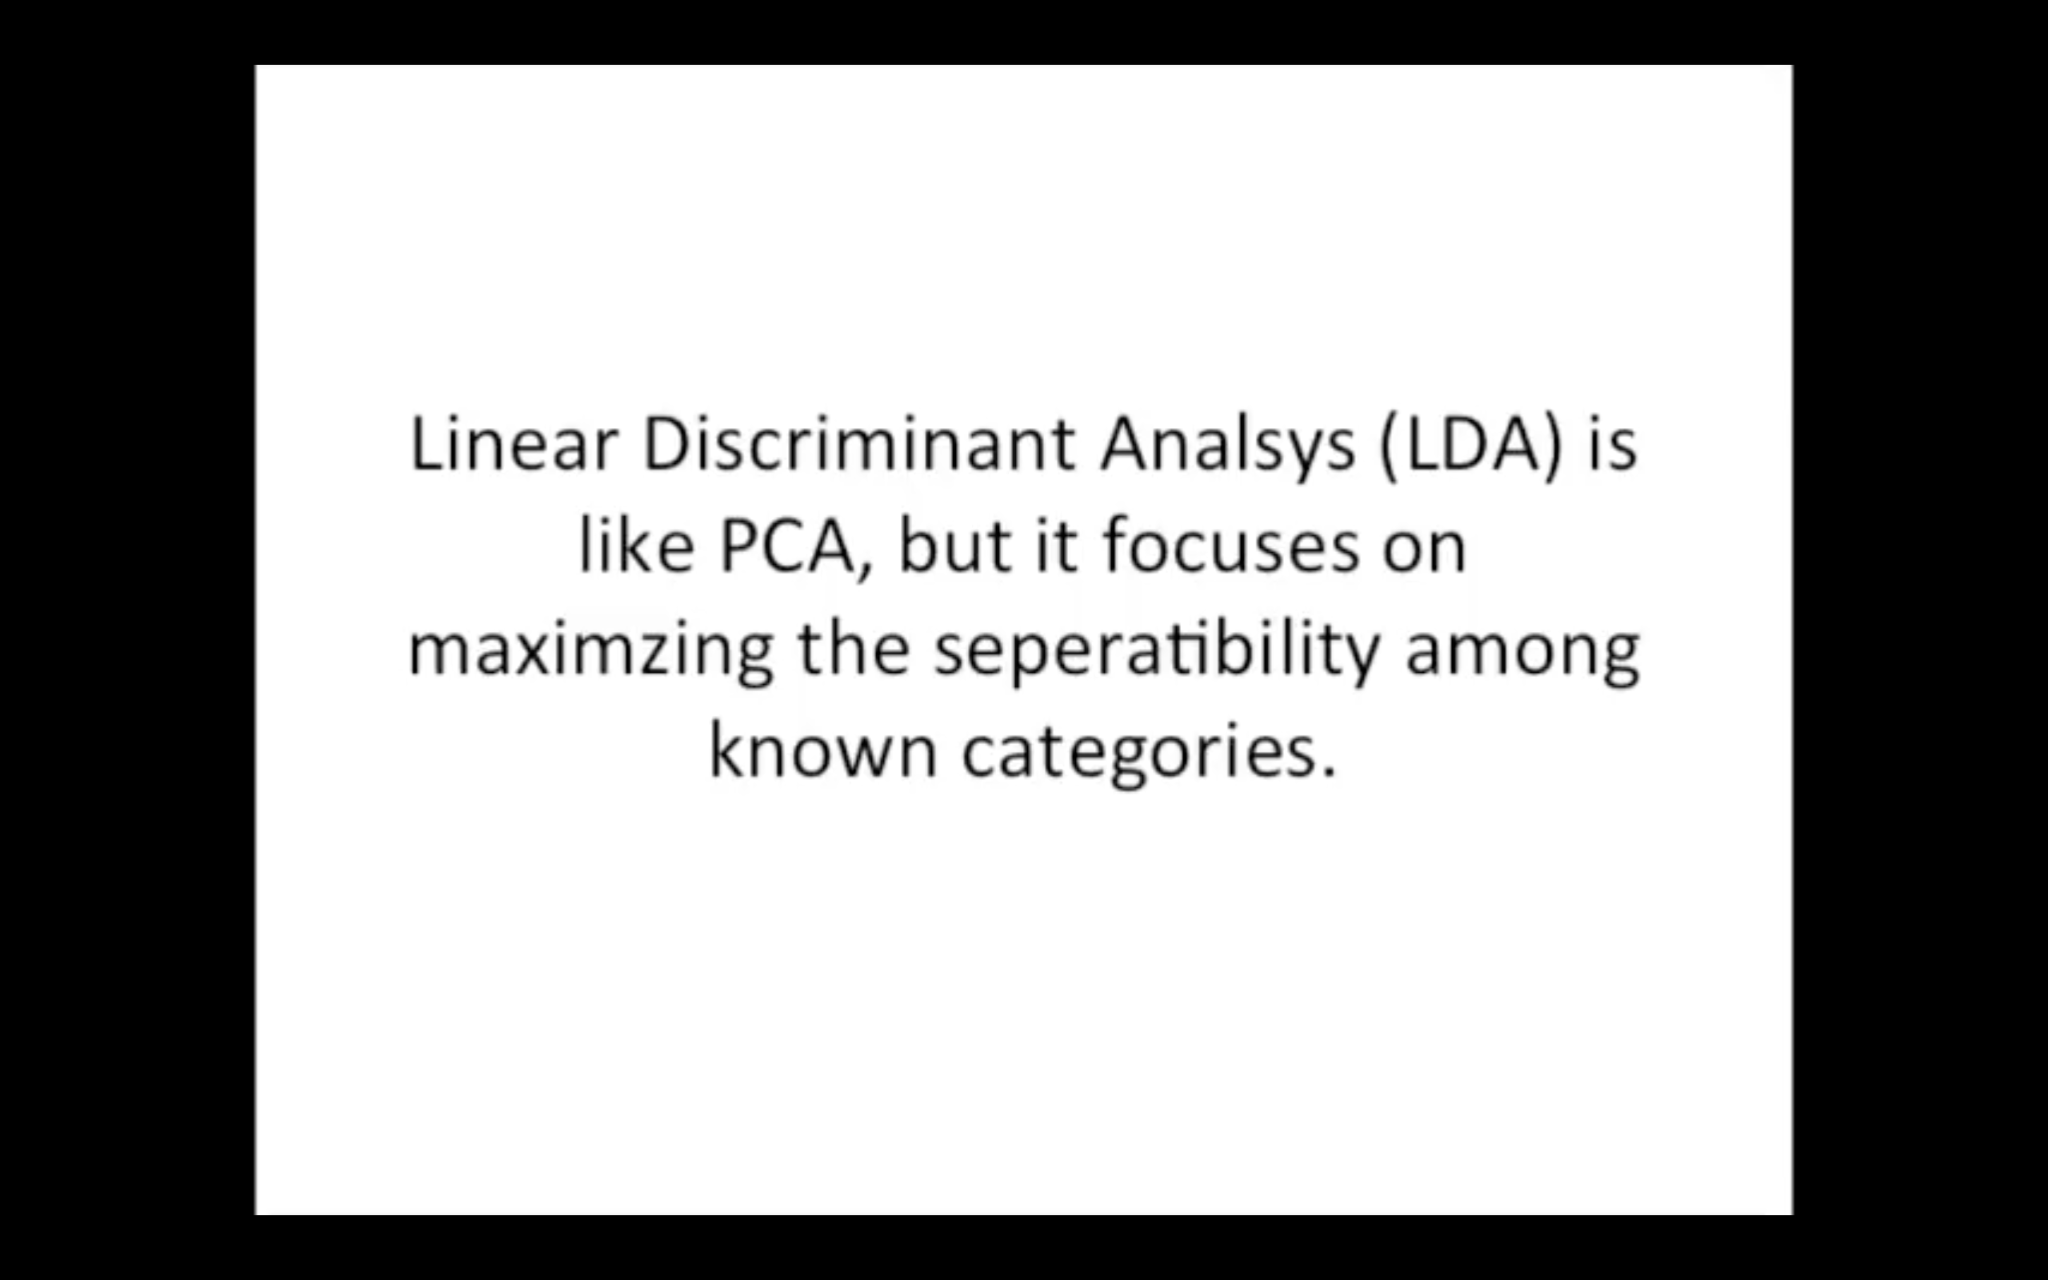 Linear Discriminant Analsys (LDA) is
like PCA, but it focuses on
maximzing the seperatibility among
known categories.